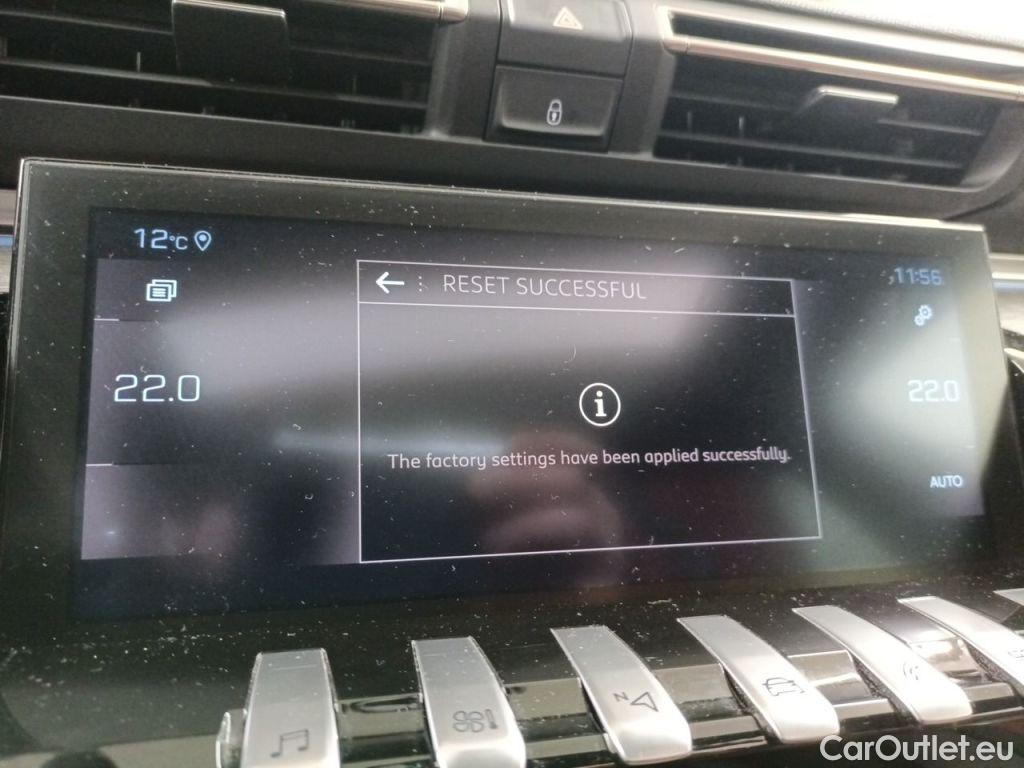 12°C
11:56
RESET SUCCESSFUL
22.0
22.0
The factory settings have been applied successfully.
AUTO
N
CarOutlet.eu